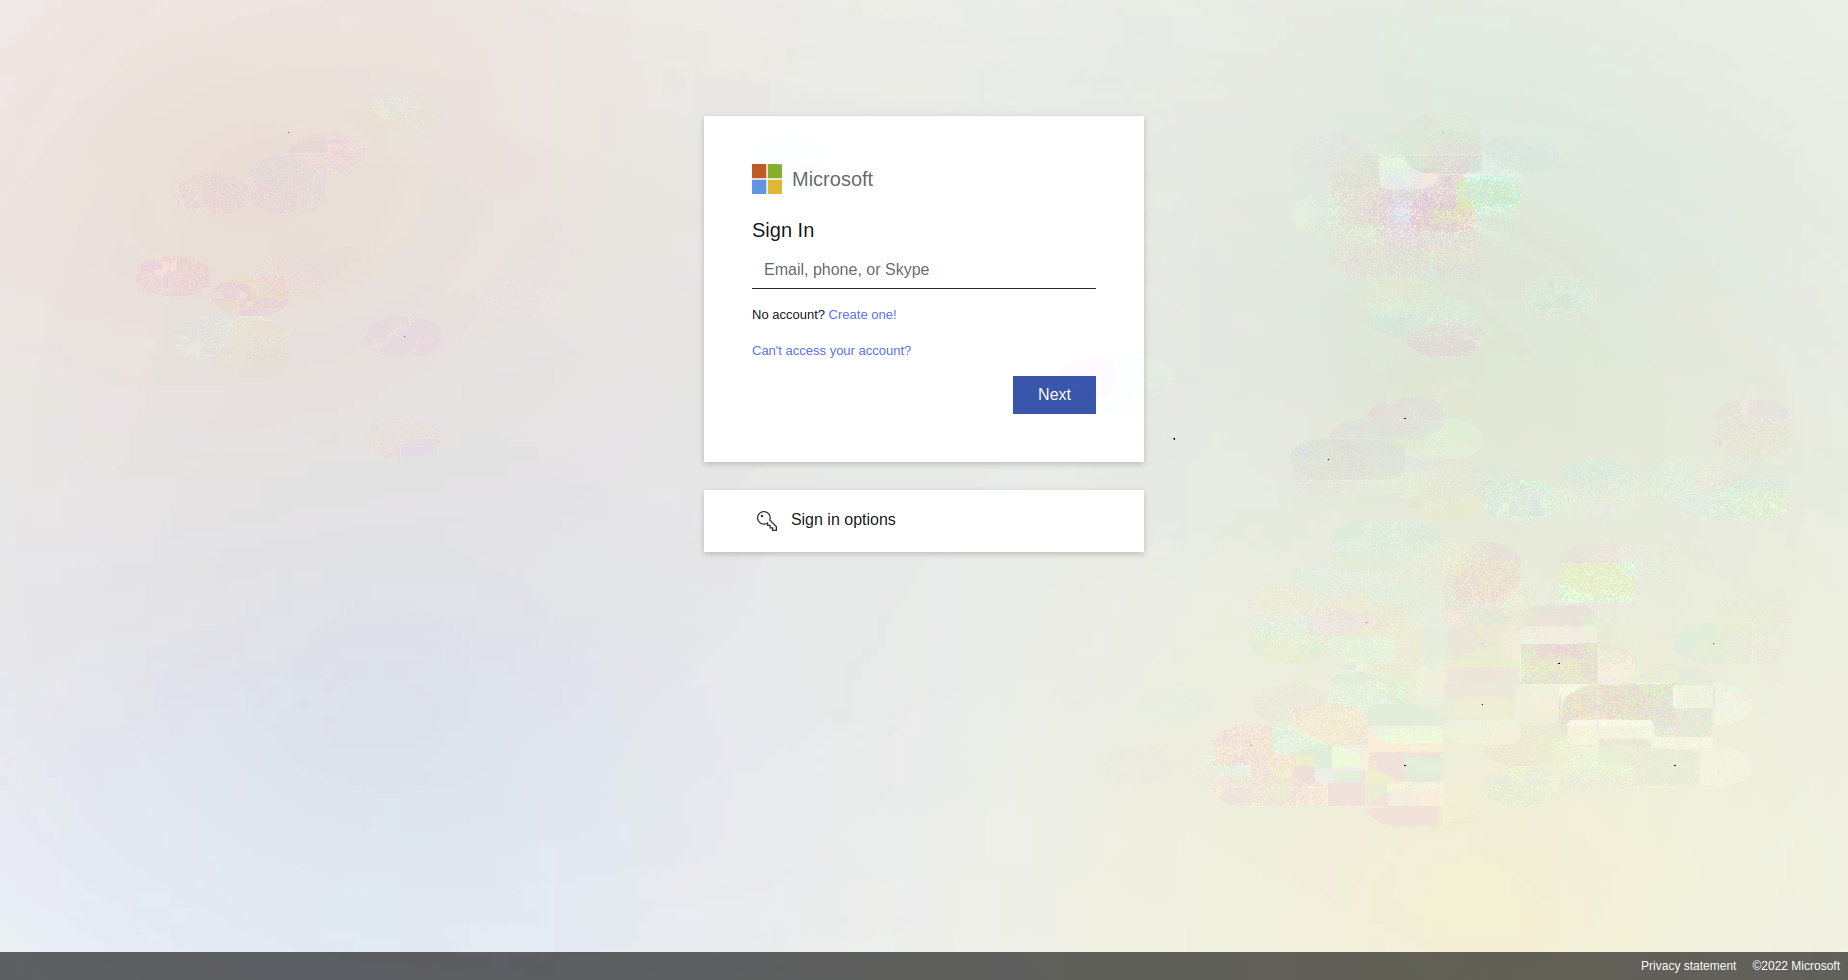 Microsoft
Sign In
Email, phone, or Skype
No account? Create one!
Can't access your account?
Next
Sign in options
Privacy statement ©2022 Microsoft